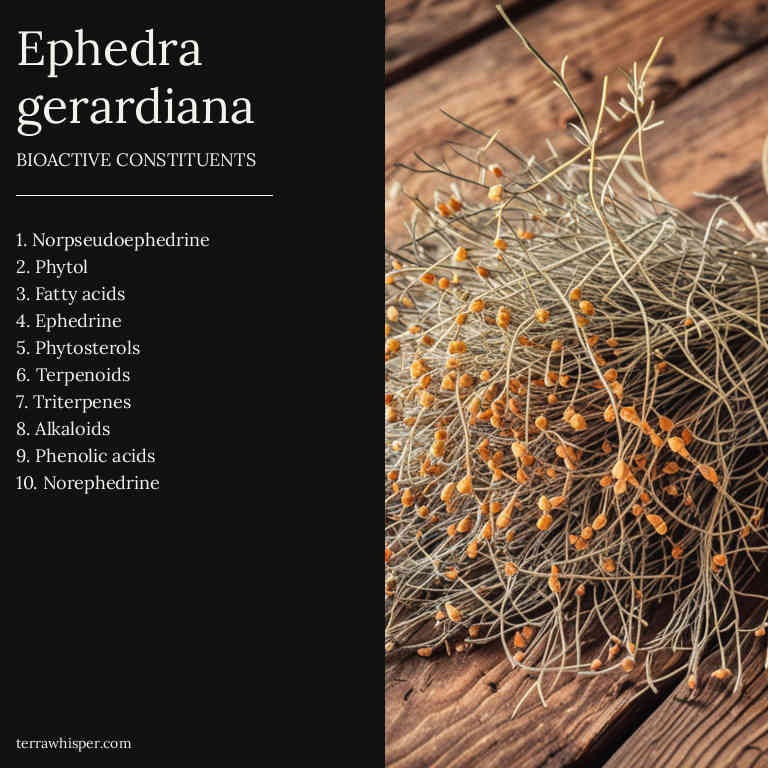 Ephedra
gerardiana
BIOACTIVE CONSTITUENTS
1. Norpseudoephedrine
2. Phytol
3. Fatty acids
4. Ephedrine
5. Phytosterols
6. Terpenoids
7. Triterpenes
8. Alkaloids
9. Phenolic acids
10. Norephedrine
terrawhisper.com